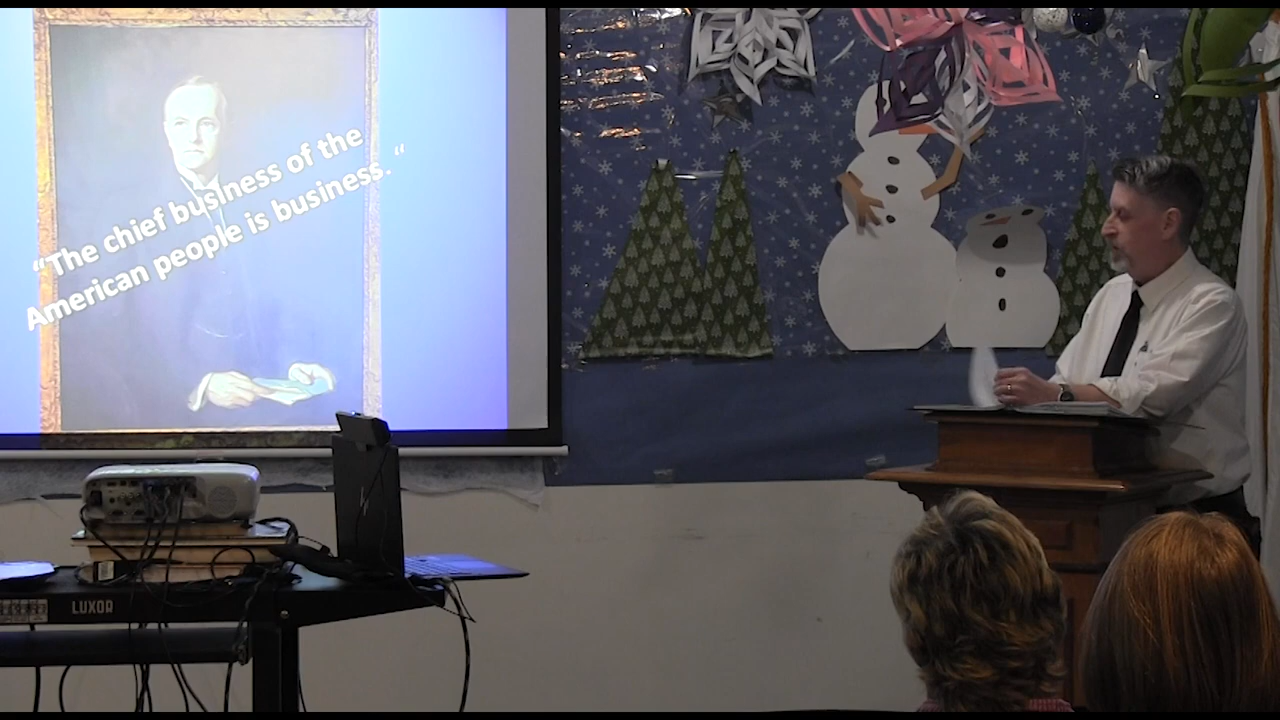 “The chief business of the
American people is business. “
LUXOR